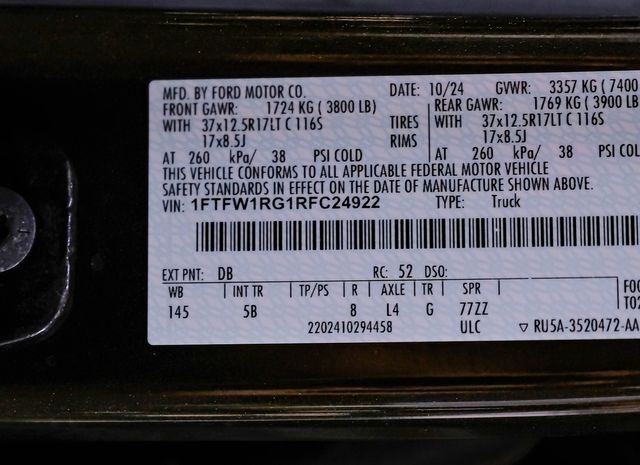 MFD. BY FORD MOTOR CO. DATE: 10/24 GVWR: 3357 KG ( 7400
FRONT GAWR: 1724 KG ( 3800 LB) REAR GAWR: 1769 KG ( 3900 LB)
WITH 37x12.5R17LT C 116S TIRES WITH 37x12.5R17LT C 116S
17x8.5J RIMS 17x8.5J
AT 260 kPa/ 38 PSI COLD AT 260 kPa/ 38 PSI COL
THIS VEHICLE CONFORMS TO ALL APPLICABLE FEDERAL MOTOR VEHICLE
SAFETY STANDARDS IN EFFECT ON THE DATE OF MANUFACTURE SHOWN ABOVE.
VIN: 1FTFW1RG1RFC24922 TYPE: Truck
EXT PNT: DB RC: 52 DSO:
WB INT TR TP/PS R AXLE TR SPR
145 5B 8 L4 G 77ZZ
2202410294458 ULC ▽ RU5A-3520472-AA
FO
T02